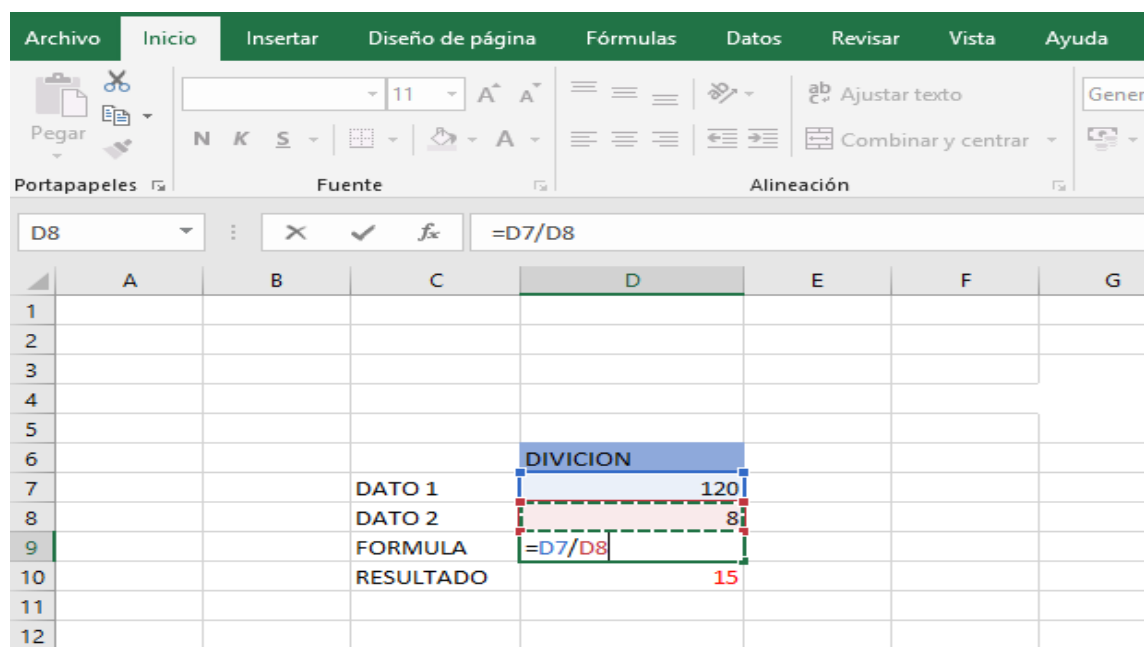 Archivo Inicio Insertar Diseño de página Fórmulas Datos Revisar Vista Ayuda
11 A A ab Ajustar texto Gener
Pegar N K S A Combinar y centrar
Portapapeles Fuente Alineación
D8 fx =D7/D8
A B C D E F G
1
2
3
4
5
6 DIVICION
7 DATO 1 120
8 DATO 2 8
9 FORMULA =D7/D8
10 RESULTADO 15
11
12